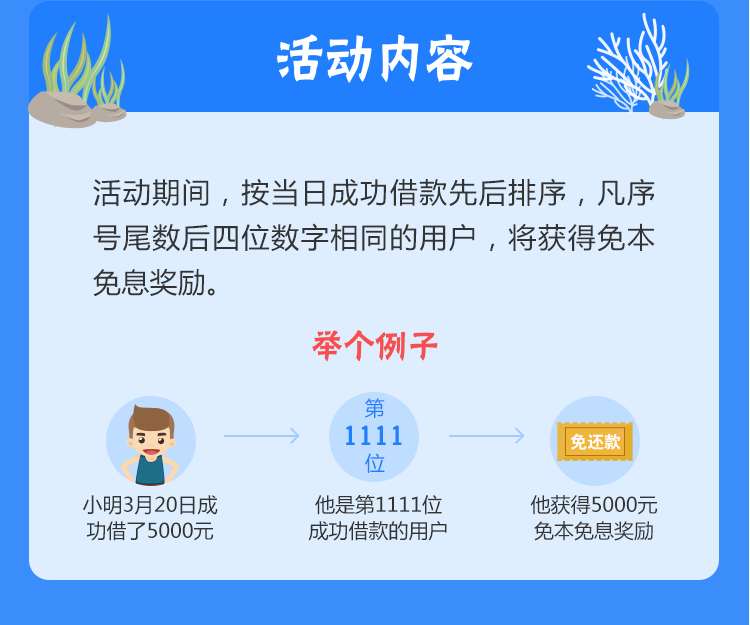 活动内容
活动期间，按当日成功借款先后排序，凡序
号尾数后四位数字相同的用户，将获得免本
免息奖励。
举个例子
第
1111
位
免还款
小明3月20日成
功借了5000元
他是第1111位
成功借款的用户
他获得5000元
免本免息奖励